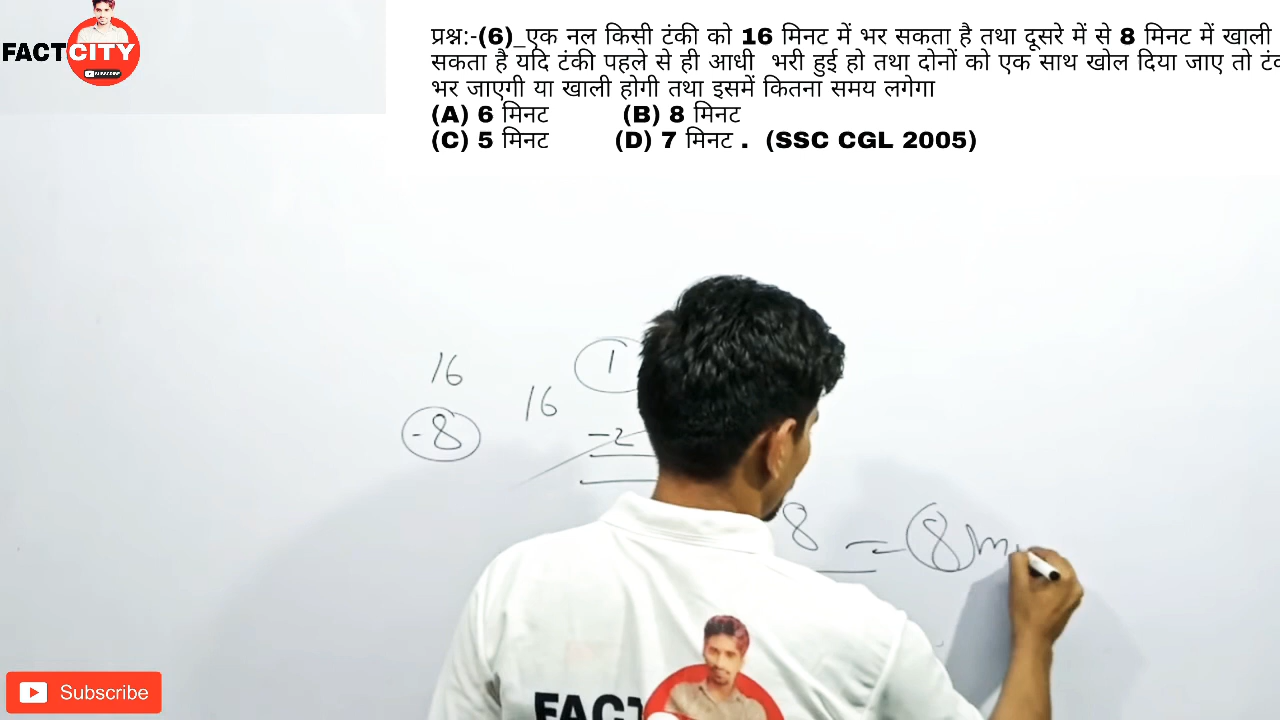 FACTCITY
SUBSCRIBE
प्रश्न:-(6)_एक नल किसी टंकी को 16 मिनट में भर सकता है तथा दूसरे में से 8 मिनट में खाली
सकता है यदि टंकी पहले से ही आधी भरी हुई हो तथा दोनों को एक साथ खोल दिया जाए तो
भर जाएगी या खाली होगी तथा इसमें कितना समय लगेगा
(A) 6 मिनट (B) 8 मिनट
(C) 5 मिनट (D) 7 मिनट . (SSC CGL 2005)
16 1
16
-8 -2
8 = 8 m
FACT
Subscribe